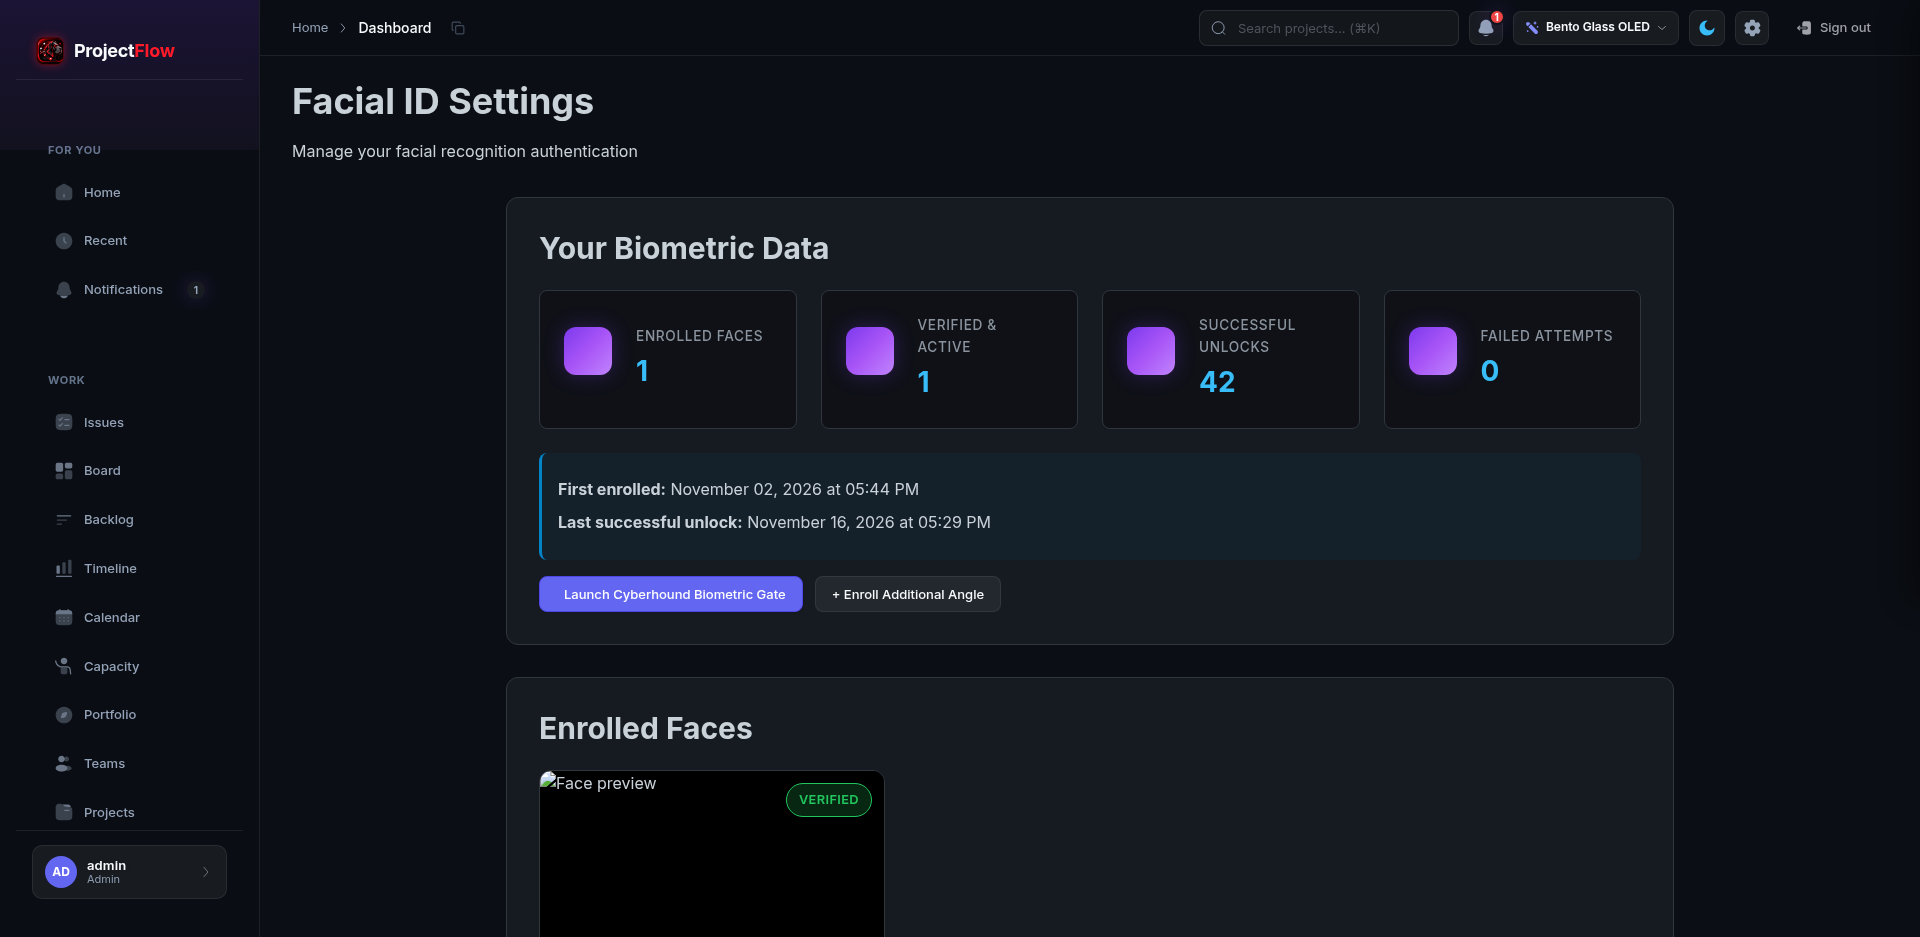 ProjectFlow
FOR YOU
Home
Recent
Notifications 1
WORK
Issues
Board
Backlog
Timeline
Calendar
Capacity
Portfolio
Teams
Projects
AD
admin
Admin
Home
Dashboard
Search projects... (⌘K)
1
Bento Glass OLED
Sign out
Facial ID Settings
Manage your facial recognition authentication
Your Biometric Data
ENROLLED FACES
1
VERIFIED &
ACTIVE
1
SUCCESSFUL
UNLOCKS
42
FAILED ATTEMPTS
0
First enrolled: November 02, 2026 at 05:44 PM
Last successful unlock: November 16, 2026 at 05:29 PM
Launch Cyberhound Biometric Gate
+ Enroll Additional Angle
Enrolled Faces
Face preview
VERIFIED